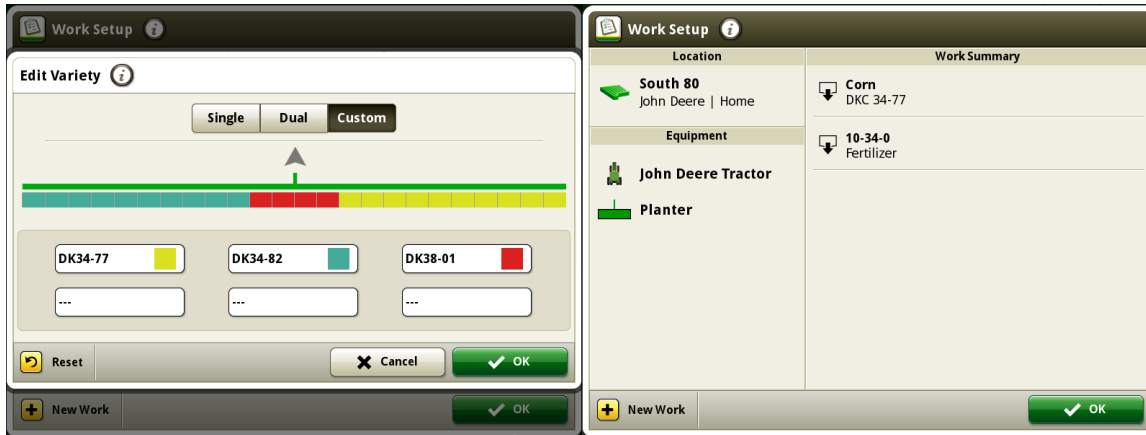 Work Setup
Edit Variety
Single Dual Custom
DK34-77 DK34-82 DK38-01
--- --- ---
Reset Cancel OK
New Work OK
Work Setup
Location
South 80
John Deere | Home
Equipment
John Deere Tractor
Planter
Work Summary
Corn
DKC 34-77
10-34-0
Fertilizer
New Work OK